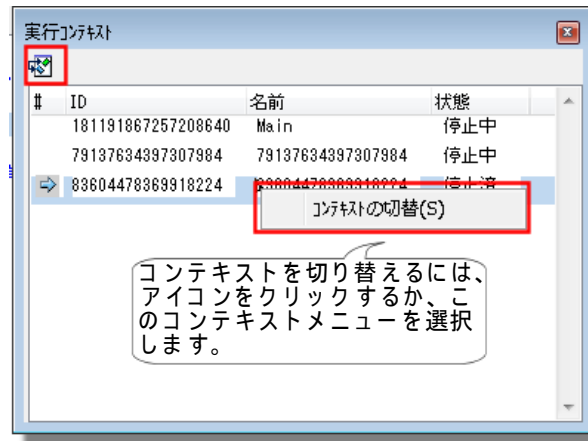 実行ｺﾝﾃｷｽﾄ
# ID 名前 状態
181191867257208640 Main 停止中
79137634397307984 79137634397307984 停止中
83604478369918224 83604478369918224 停止済
ｺﾝﾃｷｽﾄの切替(S)
コンテキストを切り替えるには、
アイコンをクリックするか、こ
のコンテキストメニューを選択
します。